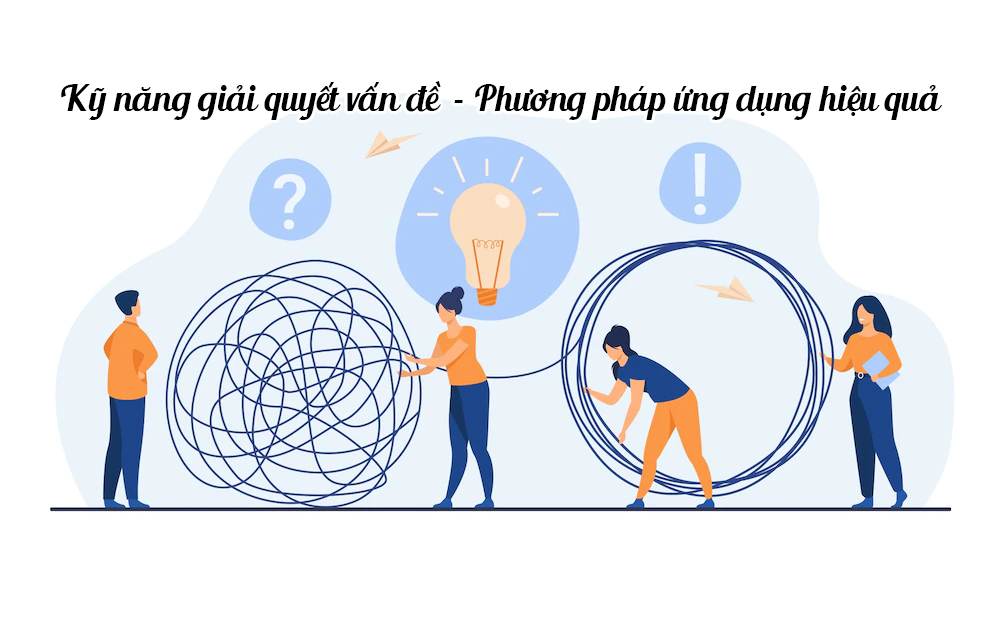 Kỹ năng giải quyết vấn đề - Phương pháp ứng dụng hiệu quả
?
!